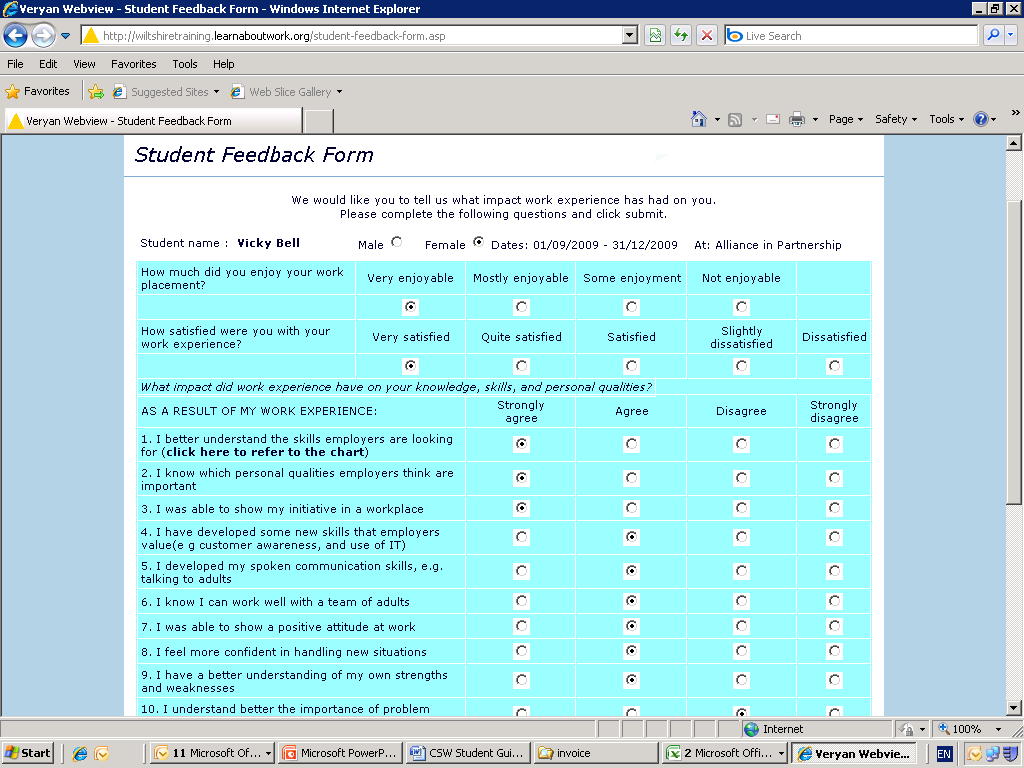 Veryan Webview - Student Feedback Form - Windows Internet Explorer
http://wiltshiretraining.learnaboutwork.org/student-feedback-form.asp
Live Search
File Edit View Favorites Tools Help
Favorites Suggested Sites Web Slice Gallery
Veryan Webview - Student Feedback Form
Page Safety Tools »
Student Feedback Form
We would like you to tell us what impact work experience has had on you.
Please complete the following questions and click submit.
Student name : Vicky Bell Male Female Dates: 01/09/2009 - 31/12/2009 At: Alliance in Partnership
How much did you enjoy your work
placement?
Very enjoyable Mostly enjoyable Some enjoyment Not enjoyable
How satisfied were you with your
work experience?
Very satisfied Quite satisfied Satisfied Slightly
dissatisfied Dissatisfied
What impact did work experience have on your knowledge, skills, and personal qualities?
AS A RESULT OF MY WORK EXPERIENCE:
Strongly
agree
Agree
Disagree
Strongly
disagree
1. I better understand the skills employers are looking
for (click here to refer to the chart)
2. I know which personal qualities employers think are
important
3. I was able to show my initiative in a workplace
4. I have developed some new skills that employers
value(e g customer awareness, and use of IT)
5. I developed my spoken communication skills, e.g.
talking to adults
6. I know I can work well with a team of adults
7. I was able to show a positive attitude at work
8. I feel more confident in handling new situations
9. I have a better understanding of my own strengths
and weaknesses
10. I understand better the importance of problem
Internet 100%
Start 11 Microsoft Of... Microsoft PowerP... CSW Student Gui... invoice 2 Microsoft Offi... Veryan Webvie... EN